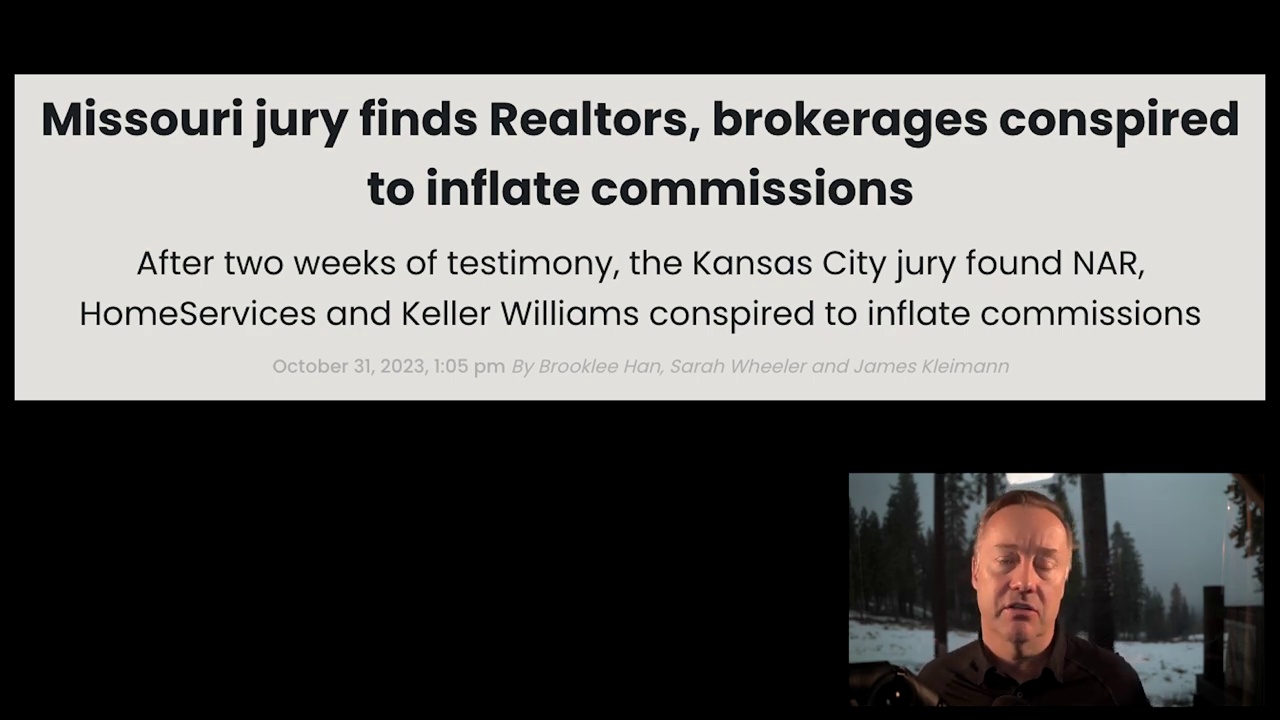 Missouri jury finds Realtors, brokerages conspired
to inflate commissions
After two weeks of testimony, the Kansas City jury found NAR,
HomeServices and Keller Williams conspired to inflate commissions
October 31, 2023, 1:05 pm By Brooklee Han, Sarah Wheeler and James Kleimann